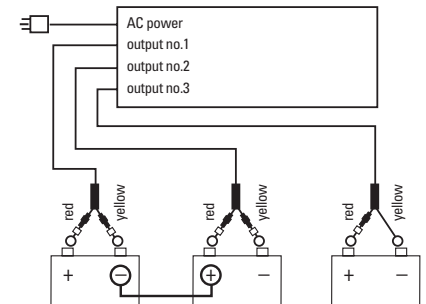 AC power
output no.1
output no.2
output no.3
red
yellow
red
yellow
red
yellow
+ − + − + −